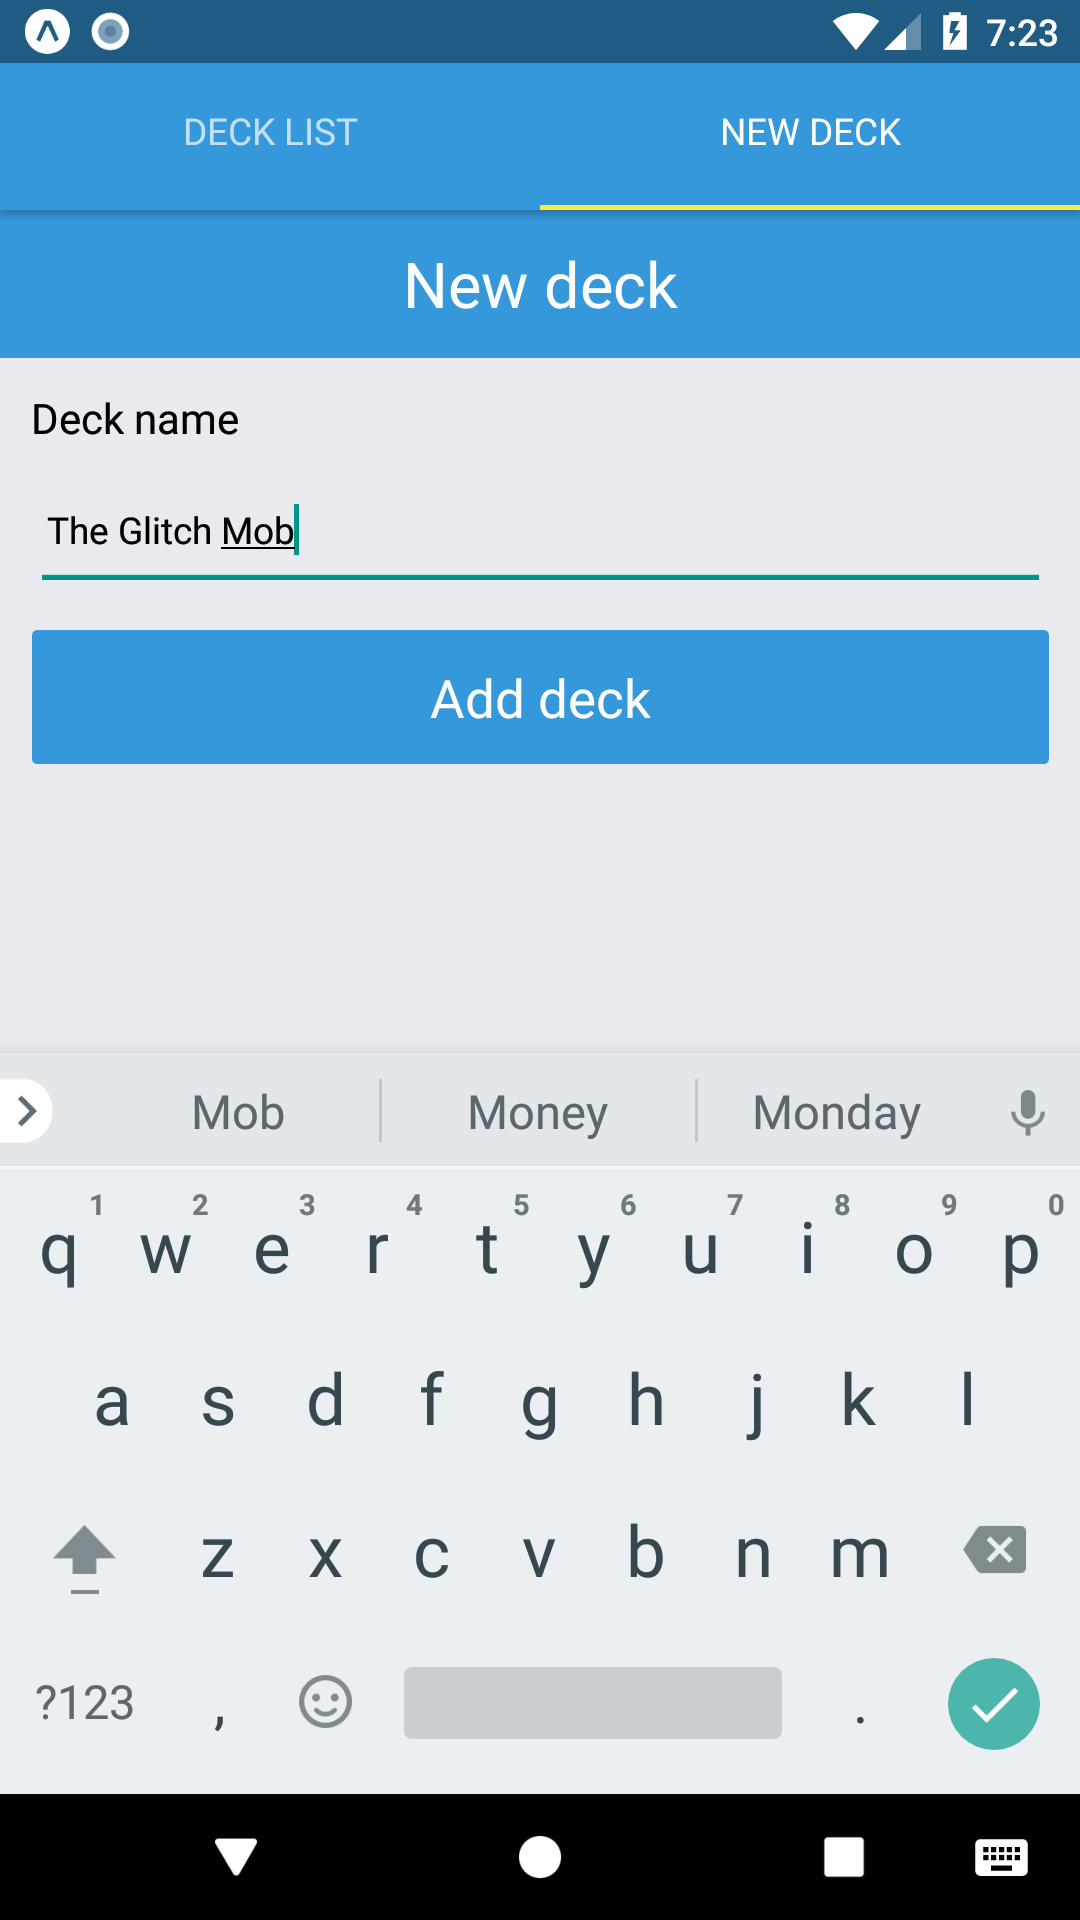 7:23
DECK LIST NEW DECK
New deck
Deck name
The Glitch Mob
Add deck
Mob Money Monday
1 2 3 4 5 6 7 8 9 0
q w e r t y u i o p
a s d f g h j k l
z x c v b n m
?123 , .